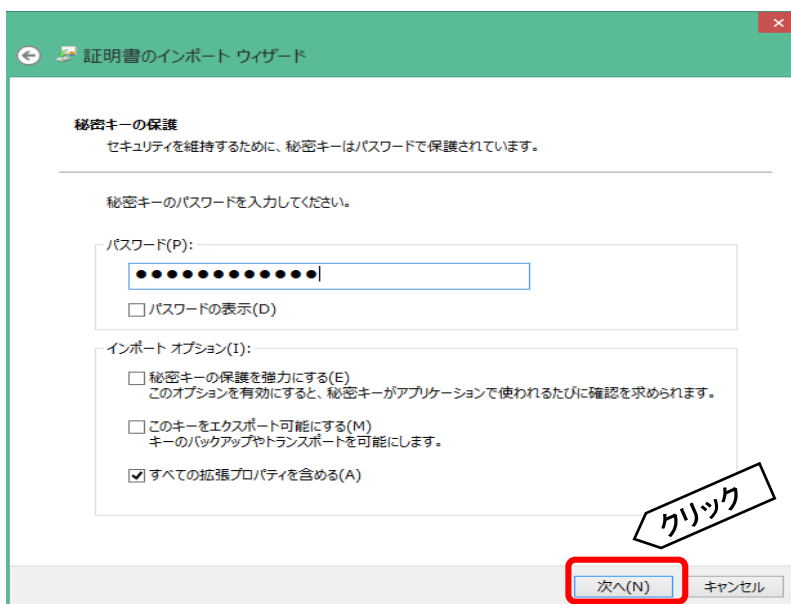 証明書のインポート ウィザード
秘密キーの保護
セキュリティを維持するために、秘密キーはパスワードで保護されています。
秘密キーのパスワードを入力してください。
パスワード(P):
●●●●●●●●●●●●
パスワードの表示(D)
インポート オプション(I):
秘密キーの保護を強力にする(E)
このオプションを有効にすると、秘密キーがアプリケーションで使われるたびに確認を求められます。
このキーをエクスポート可能にする(M)
キーのバックアップやトランスポートを可能にします。
すべての拡張プロパティを含める(A)
クリック
次へ(N)
キャンセル